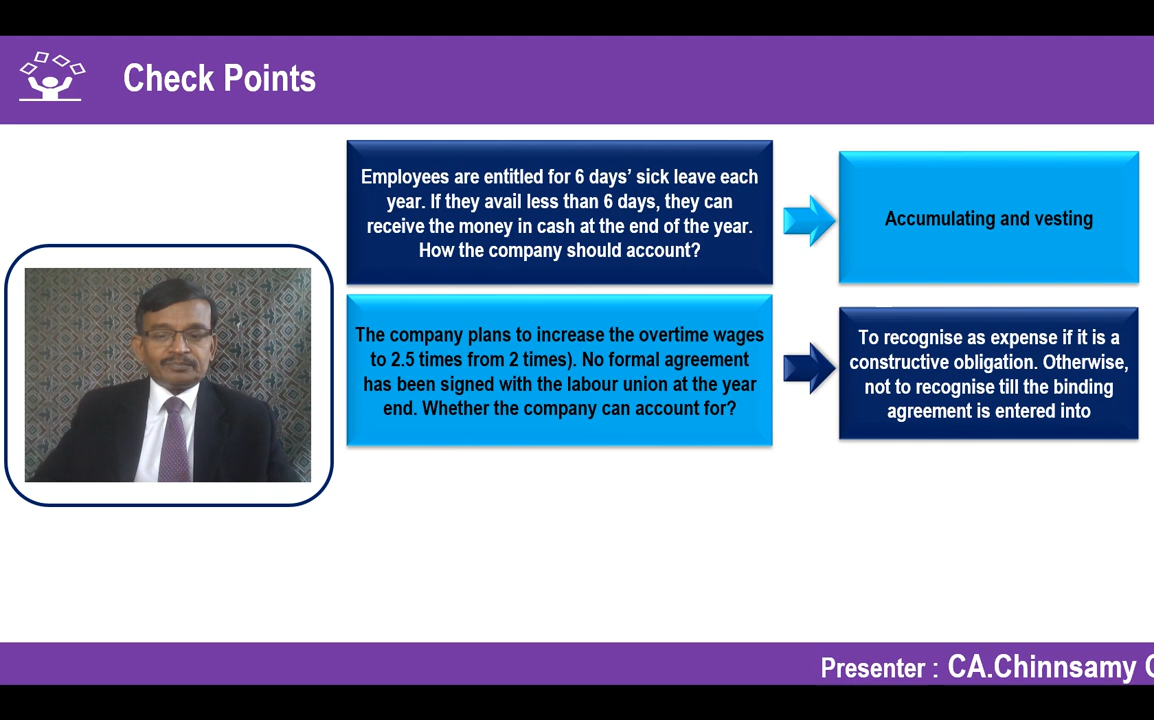 Check Points
Employees are entitled for 6 days’ sick leave each
year. If they avail less than 6 days, they can
receive the money in cash at the end of the year.
How the company should account?
Accumulating and vesting
The company plans to increase the overtime wages
to 2.5 times from 2 times). No formal agreement
has been signed with the labour union at the year
end. Whether the company can account for?
To recognise as expense if it is a
constructive obligation. Otherwise,
not to recognise till the binding
agreement is entered into
Presenter : CA.Chinnsamy